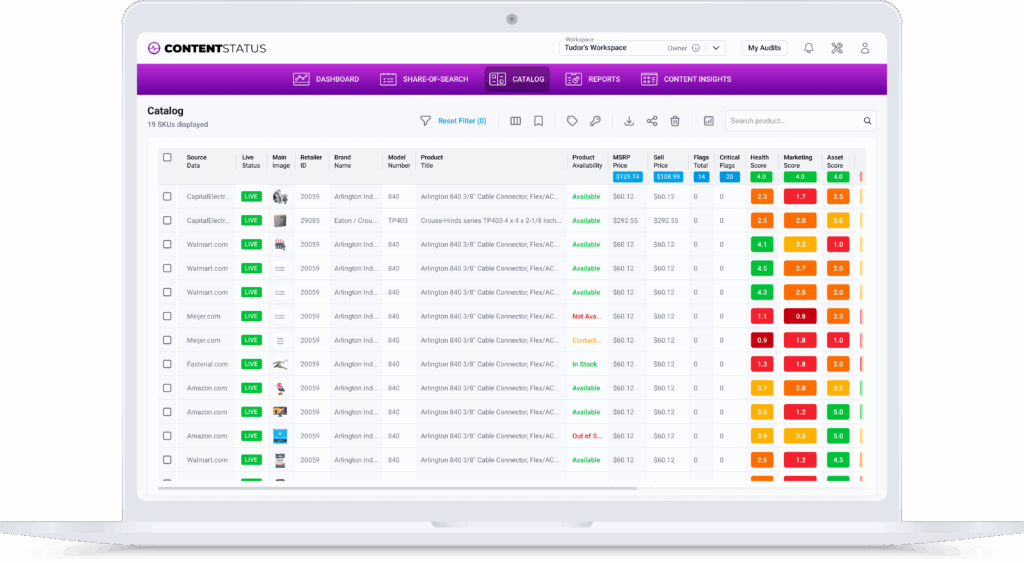 CONTENTSTATUS
Workspace
Tudor's Workspace Owner
My Audits
DASHBOARD SHARE-OF-SEARCH CATALOG REPORTS CONTENT INSIGHTS
Catalog
19 SKUs displayed
Reset Filter (0)
Search product...
Source Data Live Status Main Image Retailer ID Brand Name Model Number Product Title Product Availability MSRP Price Sell Price Flags Total Critical Flags Health Score Marketing Score Asset Score
$129.74 $108.99 14 20 4.0 4.0 4.0
CapitalElectr... LIVE 20059 Arlington Ind... 840 Arlington 840 3/8" Cable Connector, Flex/AC... Available $60.12 $60.12 0 0 2.3 1.7 2.5
CapitalElectr... LIVE 29085 Eaton / Crou... TP403 Crouse-Hinds series TP403 4 x 4 x 2-1/8 Inch... Available $292.55 $292.55 0 0 2.5 2.0 3.0
Walmart.com LIVE 20059 Arlington Ind... 840 Arlington 840 3/8" Cable Connector, Flex/AC... Available $60.12 $60.12 0 0 4.1 3.3 1.0
Walmart.com LIVE 20059 Arlington Ind... 840 Arlington 840 3/8" Cable Connector, Flex/AC... Available $60.12 $60.12 0 0 4.5 2.7 2.0
Walmart.com LIVE 20059 Arlington Ind... 840 Arlington 840 3/8" Cable Connector, Flex/AC... Available $60.12 $60.12 0 0 4.3 2.5 2.0
Meijer.com LIVE 20059 Arlington Ind... 840 Arlington 840 3/8" Cable Connector, Flex/AC... Not Ava... $60.12 $60.12 0 0 1.1 0.8 2.5
Meijer.com LIVE 20059 Arlington Ind... 840 Arlington 840 3/8" Cable Connector, Flex/AC... Contact... $60.12 $60.12 0 0 0.9 1.8 1.0
Fastenal.com LIVE 20059 Arlington Ind... 840 Arlington 840 3/8" Cable Connector, Flex/AC... In Stock $60.12 $60.12 0 0 1.3 1.8 2.0
Amazon.com LIVE 20059 Arlington Ind... 840 Arlington 840 3/8" Cable Connector, Flex/AC... Available $60.12 $60.12 0 0 3.7 2.8 3.5
Amazon.com LIVE 20059 Arlington Ind... 840 Arlington 840 3/8" Cable Connector, Flex/AC... Available $60.12 $60.12 0 0 3.5 1.2 5.0
Amazon.com LIVE 20059 Arlington Ind... 840 Arlington 840 3/8" Cable Connector, Flex/AC... Out of S... $60.12 $60.12 0 0 3.9 3.0 5.0
Walmart.com LIVE 20059 Arlington Ind... 840 Arlington 840 3/8" Cable Connector, Flex/AC... Available $60.12 $60.12 0 0 2.6 1.2 4.5